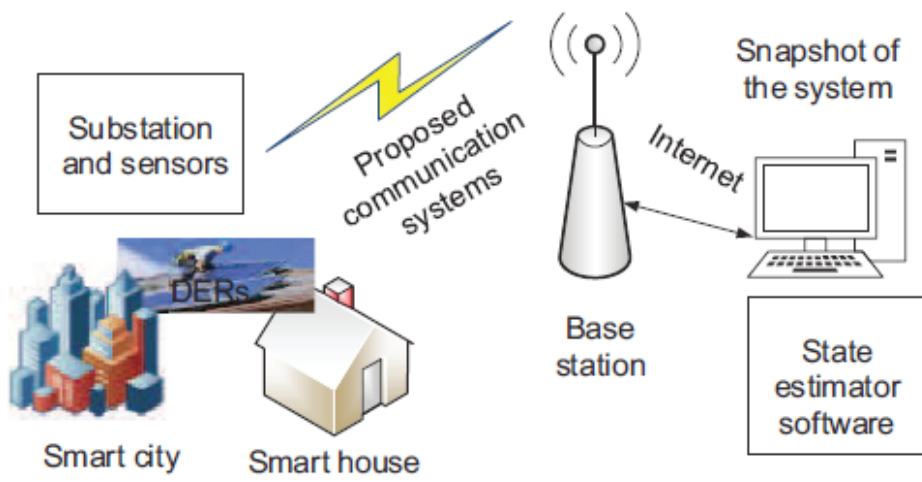 Substation
and sensors
Proposed
communication
systems
Snapshot of
the system
Internet
DERs
Smart city
Smart house
Base
station
State
estimator
software